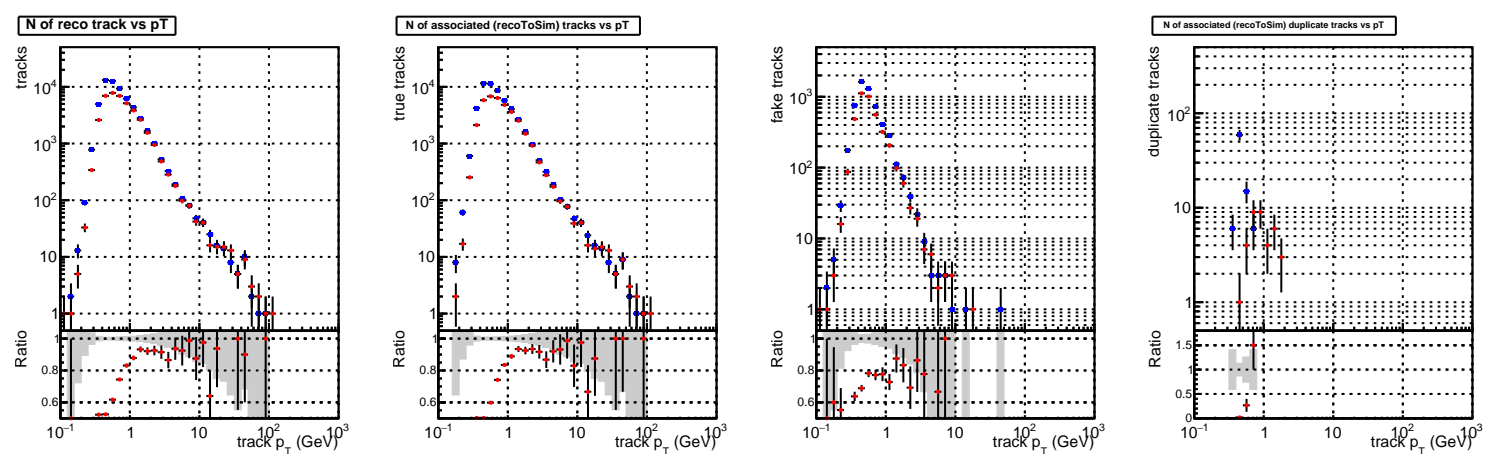 N of reco track vs pT
tracks
10^4
10^3
10^2
10
1
Ratio
1
0.8
0.6
10^-1 1 10 10^2 10^3
track p_T (GeV)
N of associated (recoToSim) tracks vs pT
true tracks
10^4
10^3
10^2
10
1
Ratio
1
0.8
0.6
10^-1 1 10 10^2 10^3
track p_T (GeV)
fake tracks
10^3
10^2
10
1
Ratio
1
0.8
0.6
10^-1 1 10 10^2 10^3
track p_T (GeV)
N of associated (recoToSim) duplicate tracks vs pT
duplicate tracks
10^2
10
1
Ratio
1.5
1
0.5
0
10^-1 1 10 10^2 10^3
track p_T (GeV)